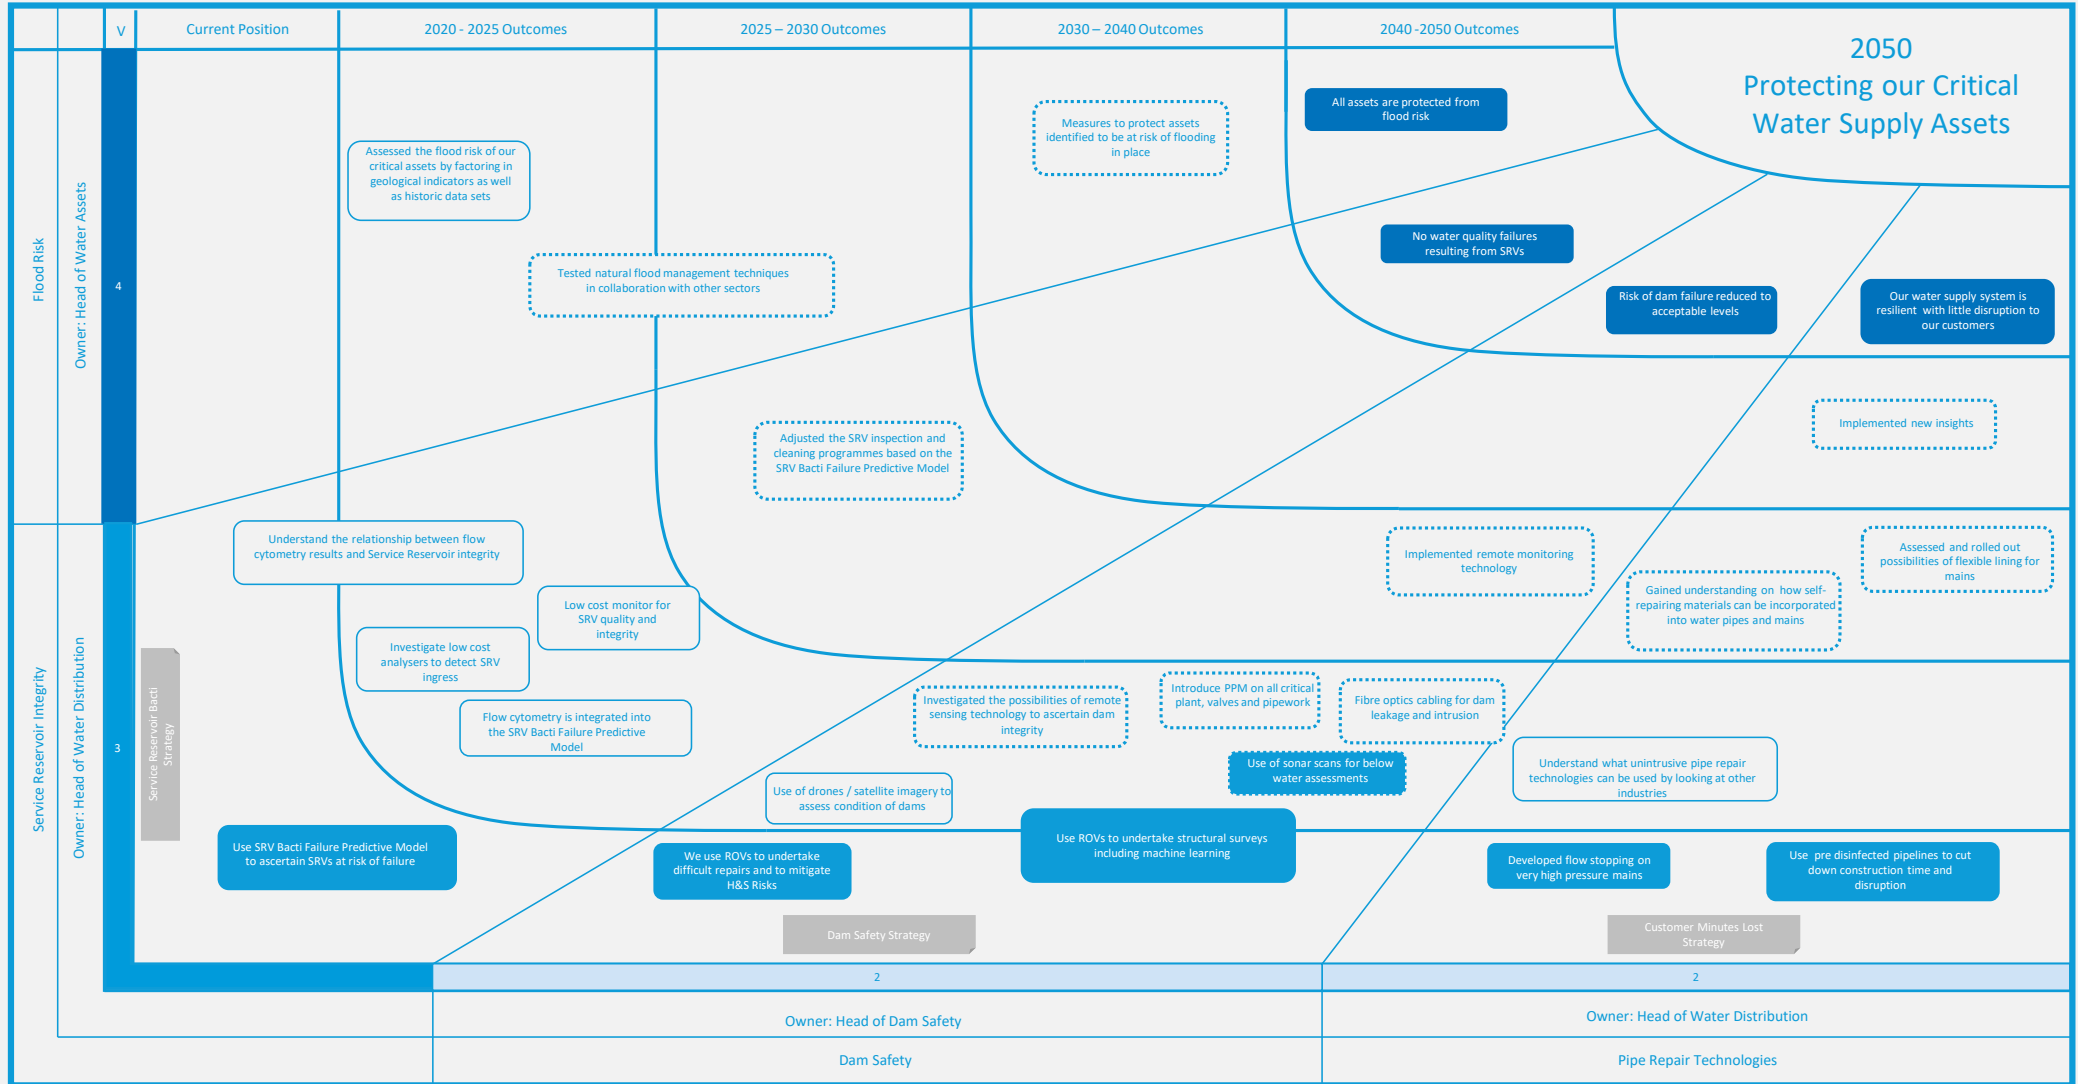 V
Current Position
2020 - 2025 Outcomes
2025 – 2030 Outcomes
2030 – 2040 Outcomes
2040 -2050 Outcomes
2050
Protecting our Critical
Water Supply Assets
Flood Risk
Owner: Head of Water Assets
4
Assessed the flood risk of our
critical assets by factoring in
geological indicators as well
as historic data sets
Tested natural flood management techniques
in collaboration with other sectors
Measures to protect assets
identified to be at risk of flooding
in place
All assets are protected from
flood risk
No water quality failures
resulting from SRVs
Risk of dam failure reduced to
acceptable levels
Our water supply system is
resilient with little disruption to
our customers
Adjusted the SRV inspection and
cleaning programmes based on the
SRV Bacti Failure Predictive Model
Implemented new insights
Service Reservoir Integrity
Owner: Head of Water Distribution
3
Service Reservoir Bacti
Strategy
Understand the relationship between flow
cytometry results and Service Reservoir integrity
Low cost monitor for
SRV quality and
integrity
Investigate low cost
analysers to detect SRV
ingress
Flow cytometry is integrated into
the SRV Bacti Failure Predictive
Model
Use SRV Bacti Failure Predictive Model
to ascertain SRVs at risk of failure
Implemented remote monitoring
technology
Gained understanding on how self-
repairing materials can be incorporated
into water pipes and mains
Assessed and rolled out
possibilities of flexible lining for
mains
Investigated the possibilities of remote
sensing technology to ascertain dam
integrity
Introduce PPM on all critical
plant, valves and pipework
Fibre optics cabling for dam
leakage and intrusion
Use of sonar scans for below
water assessments
Understand what unintrusive pipe repair
technologies can be used by looking at other
industries
Use of drones / satellite imagery to
assess condition of dams
Use ROVs to undertake structural surveys
including machine learning
We use ROVs to undertake
difficult repairs and to mitigate
H&S Risks
Developed flow stopping on
very high pressure mains
Use pre disinfected pipelines to cut
down construction time and
disruption
Dam Safety Strategy
Customer Minutes Lost
Strategy
2
2
Owner: Head of Dam Safety
Owner: Head of Water Distribution
Dam Safety
Pipe Repair Technologies